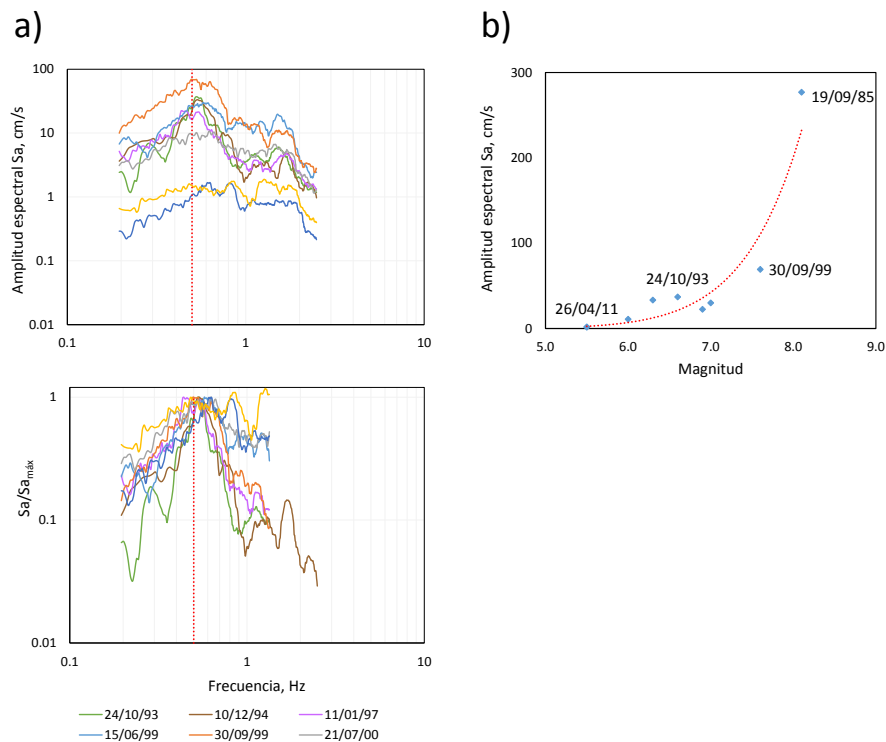 a)
Amplitud espectral Sa, cm/s
100
10
1
0.1
0.01
0.1 1 10
Sa/Sa máx
1
0.1
0.01
0.1 1 10
Frecuencia, Hz
24/10/93 10/12/94 11/01/97
15/06/99 30/09/99 21/07/00
b)
Amplitud espectral Sa, cm/s
300
200
100
0
19/09/85
30/09/99
24/10/93
26/04/11
5.0 6.0 7.0 8.0 9.0
Magnitud